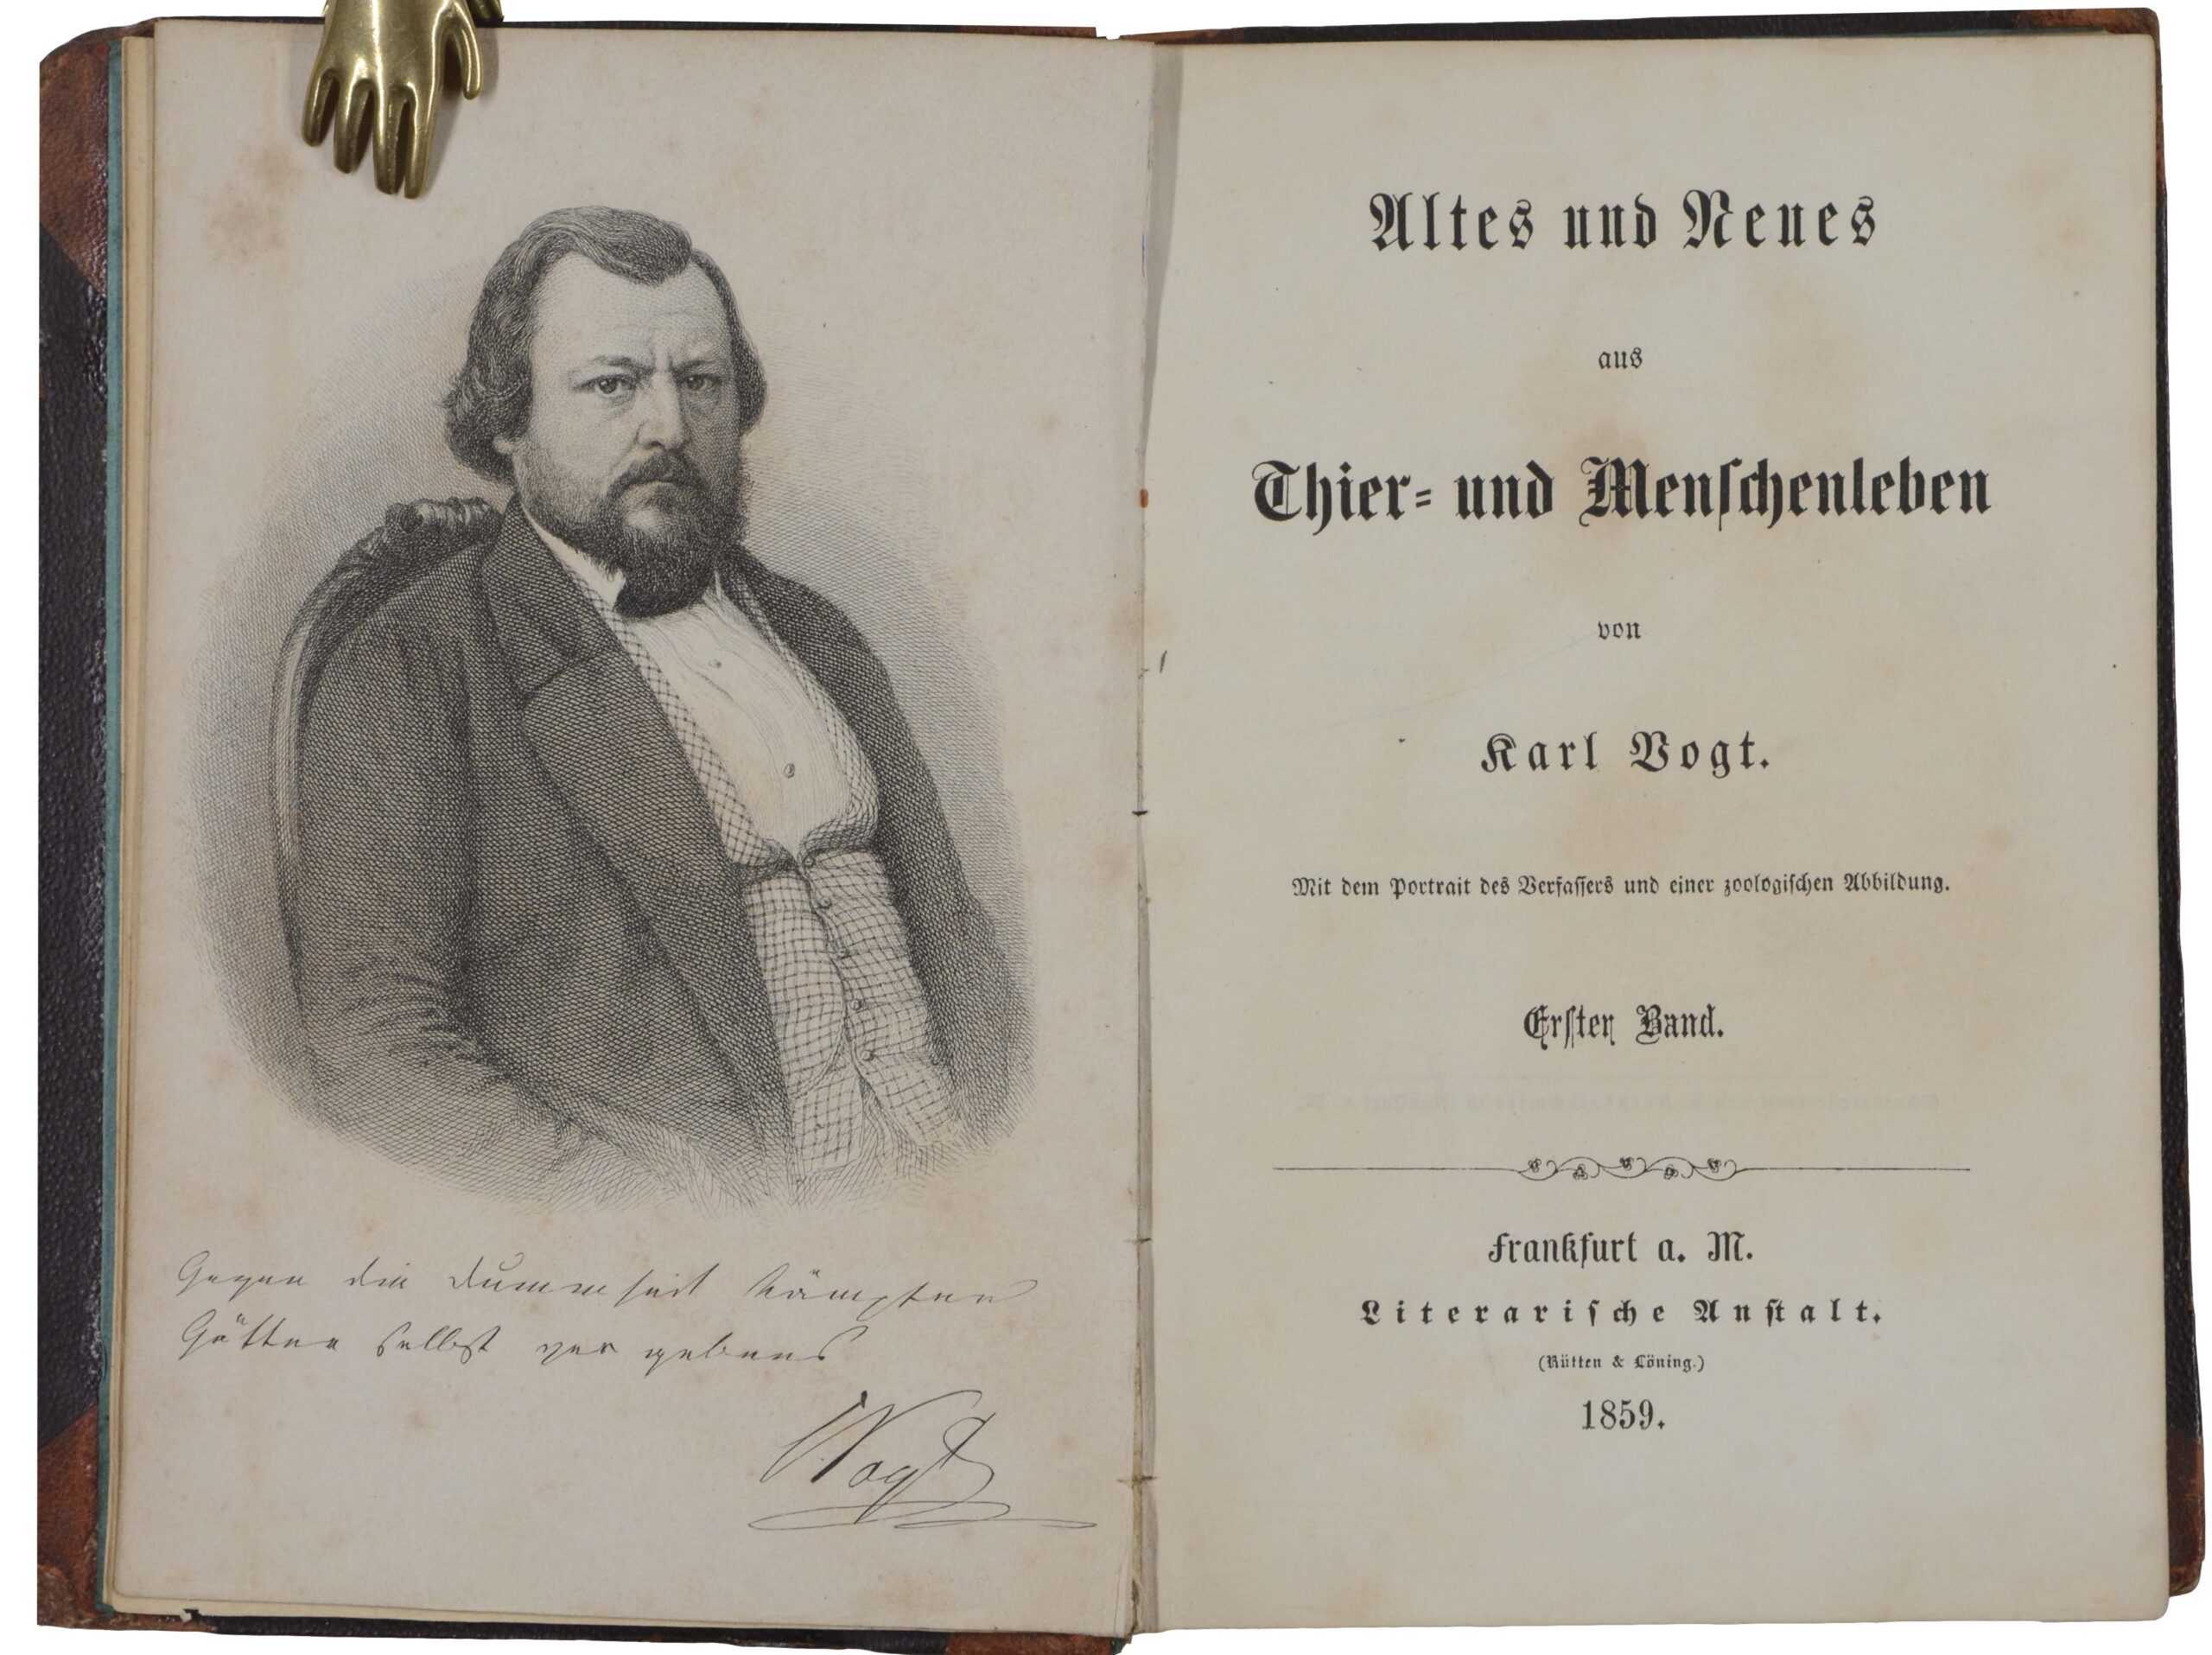 Gegen die Dummheit kämpfen
Götter selbst vergebens
CVogt
Altes und Neues
aus
Thier- und Menschenleben
von
Karl Vogt.
Mit dem Portrait des Verfassers und einer zoologischen Abbildung.
Erster Band.
Frankfurt a. M.
Literarische Anstalt.
(Rütten & Löning.)
1859.